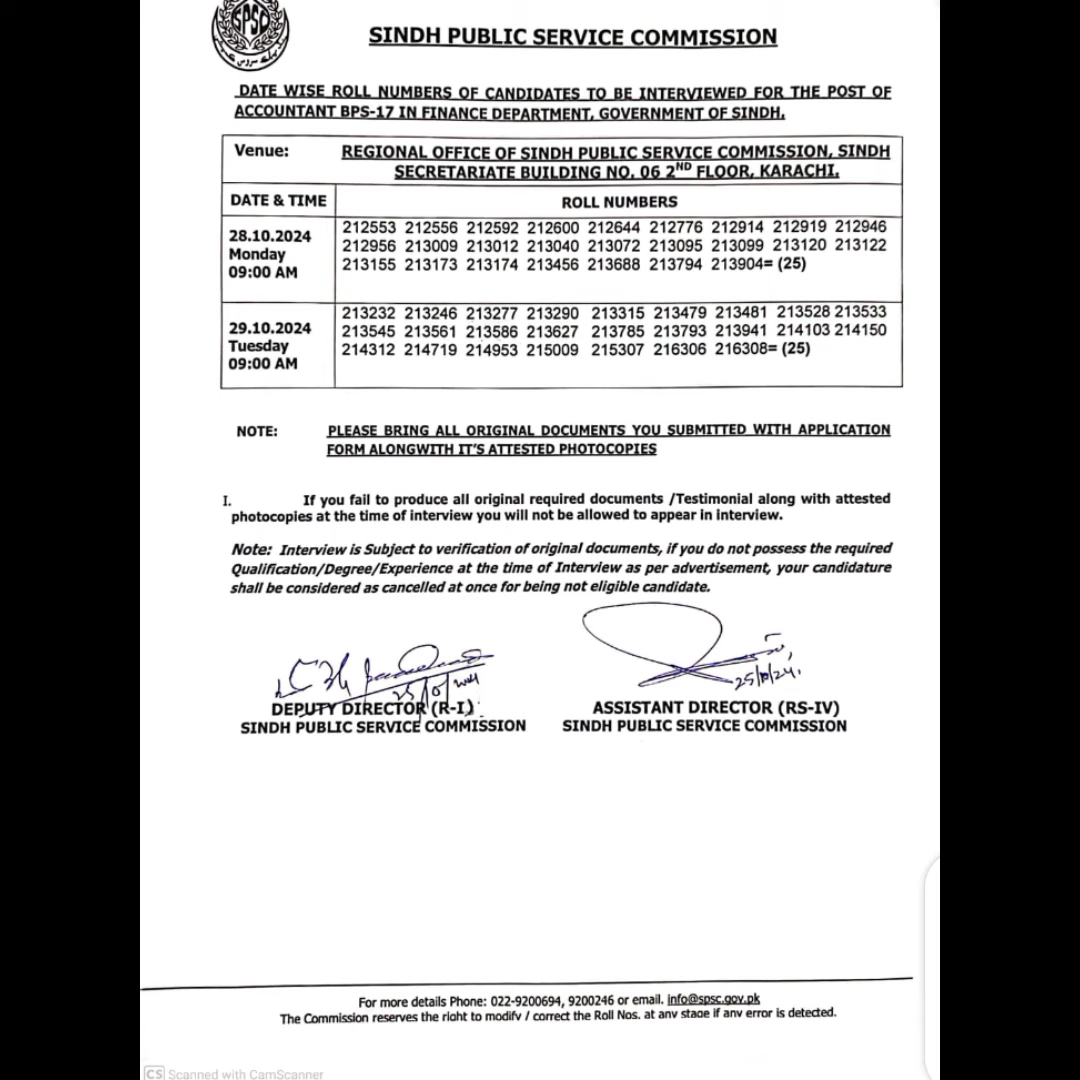 SPSC
SINDH PUBLIC SERVICE COMMISSION
DATE WISE ROLL NUMBERS OF CANDIDATES TO BE INTERVIEWED FOR THE POST OF
ACCOUNTANT BPS-17 IN FINANCE DEPARTMENT, GOVERNMENT OF SINDH.
Venue: REGIONAL OFFICE OF SINDH PUBLIC SERVICE COMMISSION, SINDH
SECRETARIATE BUILDING NO. 06 2ND FLOOR, KARACHI.
DATE & TIME ROLL NUMBERS
28.10.2024
Monday
09:00 AM
212553 212556 212592 212600 212644 212776 212914 212919 212946
212956 213009 213012 213040 213072 213095 213099 213120 213122
213155 213173 213174 213456 213688 213794 213904= (25)
29.10.2024
Tuesday
09:00 AM
213232 213246 213277 213290 213315 213479 213481 213528 213533
213545 213561 213586 213627 213785 213793 213941 214103 214150
214312 214719 214953 215009 215307 216306 216308= (25)
NOTE: PLEASE BRING ALL ORIGINAL DOCUMENTS YOU SUBMITTED WITH APPLICATION
FORM ALONGWITH IT'S ATTESTED PHOTOCOPIES
I. If you fail to produce all original required documents /Testimonial along with attested
photocopies at the time of interview you will not be allowed to appear in interview.
Note: Interview is Subject to verification of original documents, if you do not possess the required
Qualification/Degree/Experience at the time of Interview as per advertisement, your candidature
shall be considered as cancelled at once for being not eligible candidate.
25/10/2024
25/10/24.
DEPUTY DIRECTOR (R-I)
SINDH PUBLIC SERVICE COMMISSION
ASSISTANT DIRECTOR (RS-IV)
SINDH PUBLIC SERVICE COMMISSION
For more details Phone: 022-9200694, 9200246 or email. info@spsc.gov.pk
The Commission reserves the right to modify / correct the Roll Nos. at any stage if any error is detected.
CS Scanned with CamScanner